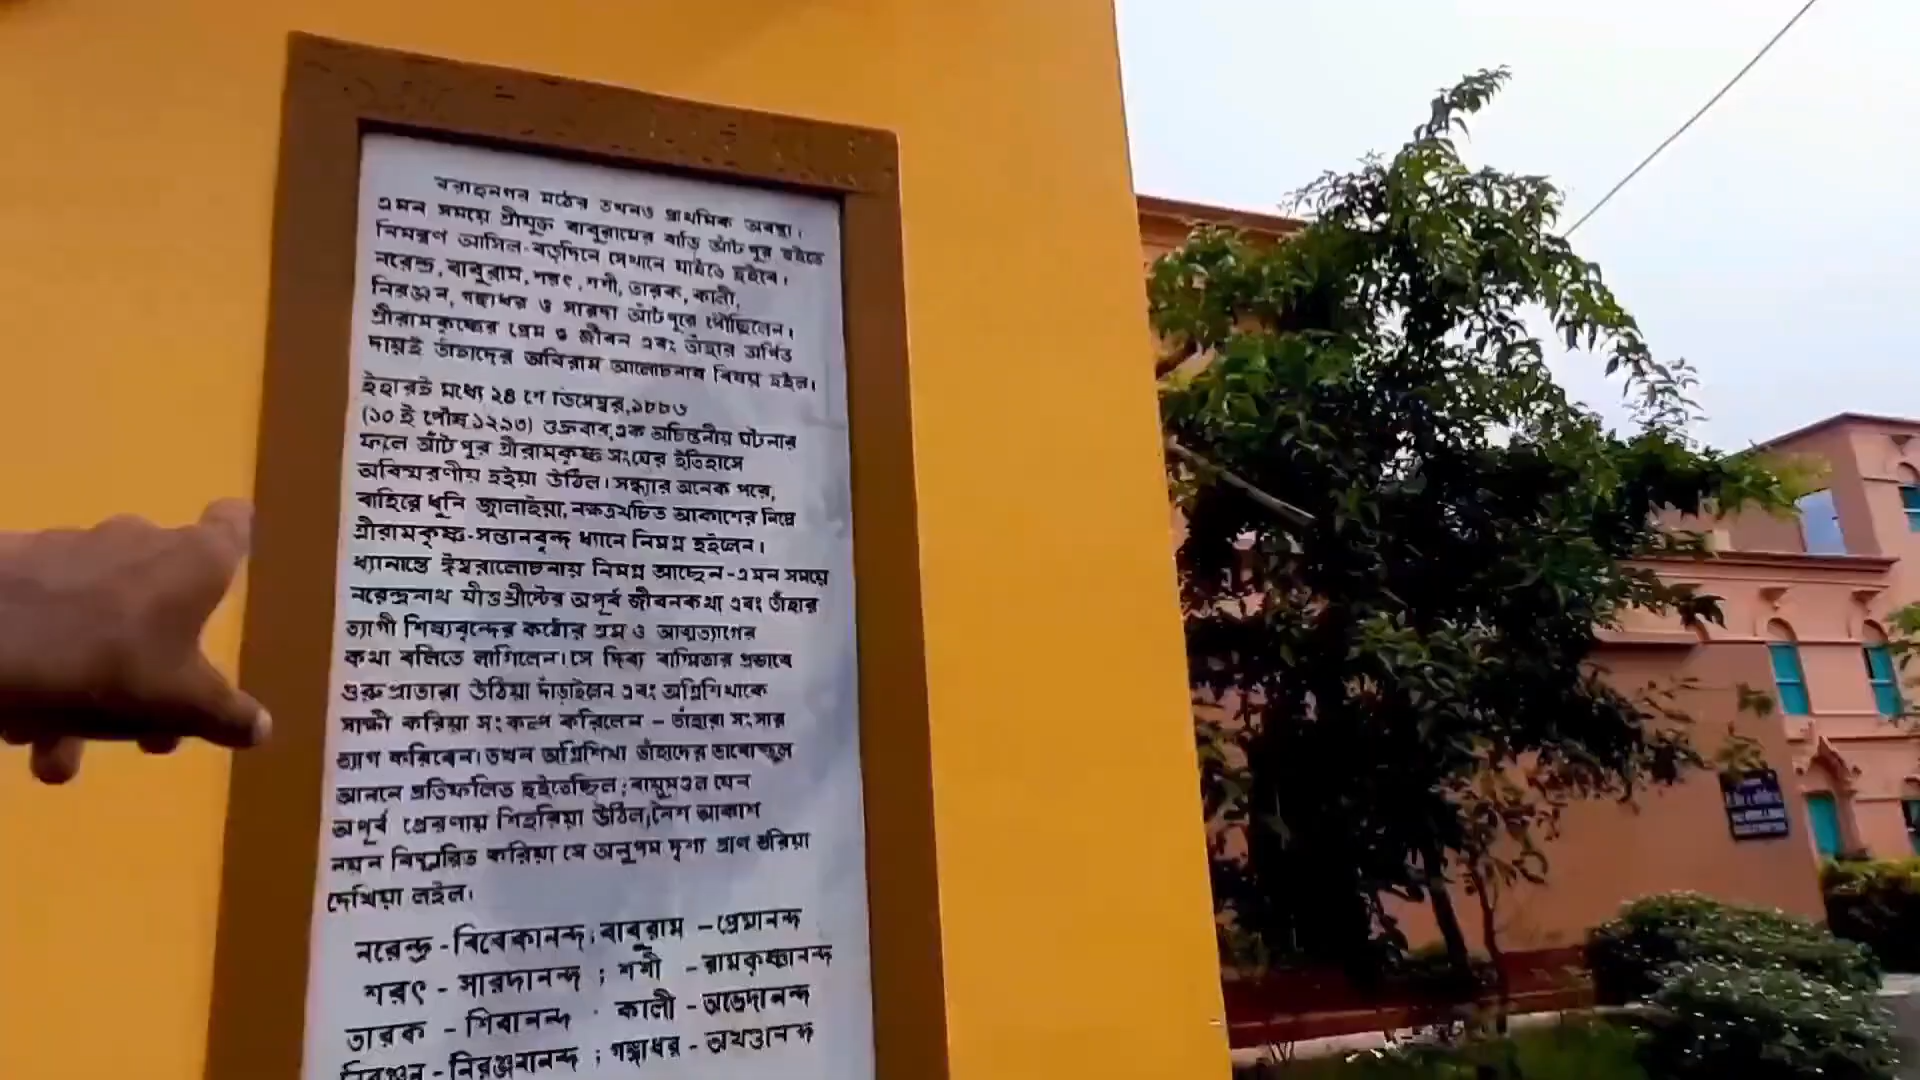 বরাহনগর মঠের তখনও প্রাথমিক অবস্থা।
এমন সময়ে শ্রীযুক্ত বাবুরামের বাড়ি আঁটপুর হইতে
নিমন্ত্রণ আসিল-বড়দিনে সেখানে যাইতে হইবে।
নরেন্দ্র, বাবুরাম, শরৎ, শশী, তারক, কালী,
নিরঞ্জন, গঙ্গাধর ও সারদা আঁটপুরে পৌঁছিলেন।
শ্রীরামকৃষ্ণের প্রেম ও জীবন এবং তাঁহার অর্পিত
দায়ই তাঁহাদের অবিরাম আলোচনার বিষয় হইল।
ইহারই মধ্যে ২৪ শে ডিসেম্বর, ১৮৮৬
(১০ ই পৌষ ১২৯৩) শুক্রবার, এক অচিন্তনীয় ঘটনার
ফলে আঁটপুর শ্রীরামকৃষ্ণ সংঘের ইতিহাসে
অবিস্মরণীয় হইয়া উঠিল। সন্ধ্যার অনেক পরে,
বাহিরে ধুনি জ্বালাইয়া, নক্ষত্রখচিত আকাশের নিম্নে
শ্রীরামকৃষ্ণ-সন্তানবৃন্দ ধ্যানে নিমগ্ন হইলেন।
ধ্যানান্তে ঈশ্বরালোচনায় নিমগ্ন আছেন-এমন সময়ে
নরেন্দ্রনাথ যীশুখ্রীস্টের অপূর্ব জীবনকথা এবং তাঁহার
ত্যাগী শিষ্যবৃন্দের কঠোর শ্রম ও আত্মত্যাগের
কথা বলিতে লাগিলেন। সে দিব্য বাগ্মিতার প্রভাবে
গুরুভ্রাতারা উঠিয়া দাঁড়াইলেন এবং অগ্নিশিখাকে
সাক্ষী করিয়া সংকল্প করিলেন – তাঁহারা সংসার
ত্যাগ করিবেন। তখন অগ্নিশিখা তাঁহাদের ভাবোজ্জ্বল
আননে প্রতিফলিত হইতেছিল; বায়ুমণ্ডল যেন
অপূর্ব প্রেরণায় শিহরিয়া উঠিল, নৈশ আকাশ
নয়ন বিস্ফারিত করিয়া সে অনুপম দৃশ্য প্রাণ ভরিয়া
দেখিয়া লইল।
নরেন্দ্র - বিবেকানন্দ; বাবুরাম – প্রেমানন্দ
শরৎ - সারদানন্দ ; শশী - রামকৃষ্ণানন্দ
তারক - শিবানন্দ · কালী - অভেদানন্দ
নিরঞ্জন - নিরঞ্জনানন্দ ; গঙ্গাধর - অখণ্ডানন্দ